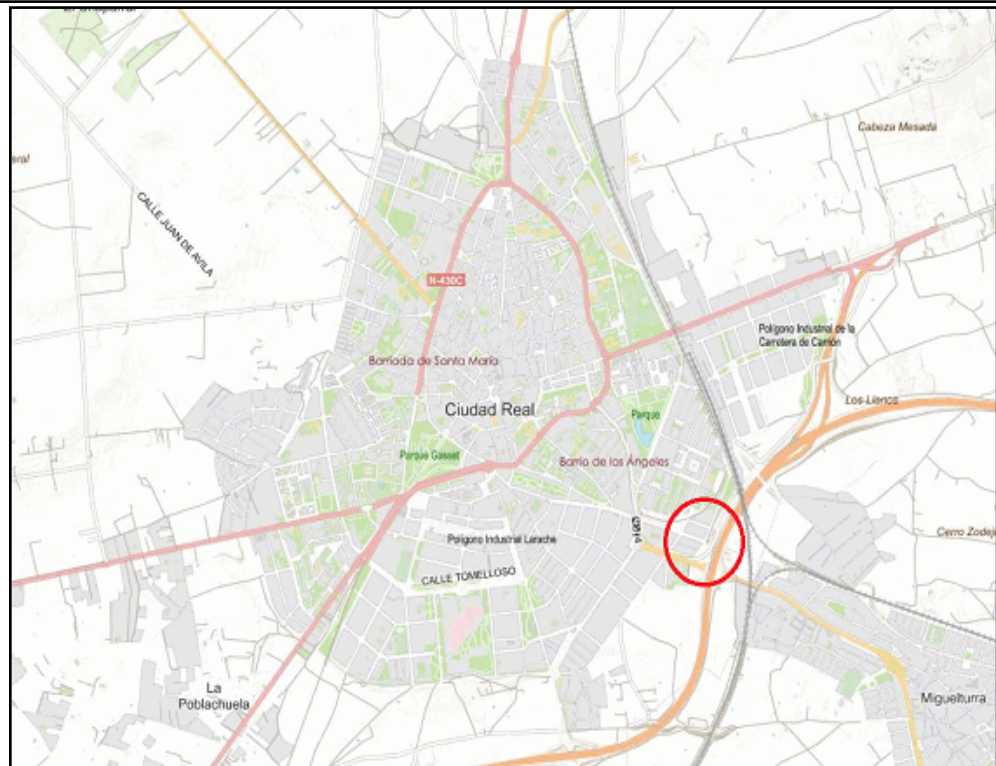 Cabeza Mesada
eral
CALLE JUAN DE AVILA
N-430C
Polígono Industrial de la
Carretera de Carrión
Barriada de Santa María
Los Llanos
Ciudad Real
Parque
Parque Gasset
Barrio de los Ángeles
Cerro Zodej
Polígono Industrial Larache
CALLE TOMELLOSO
La
Poblachuela
Miguelturra